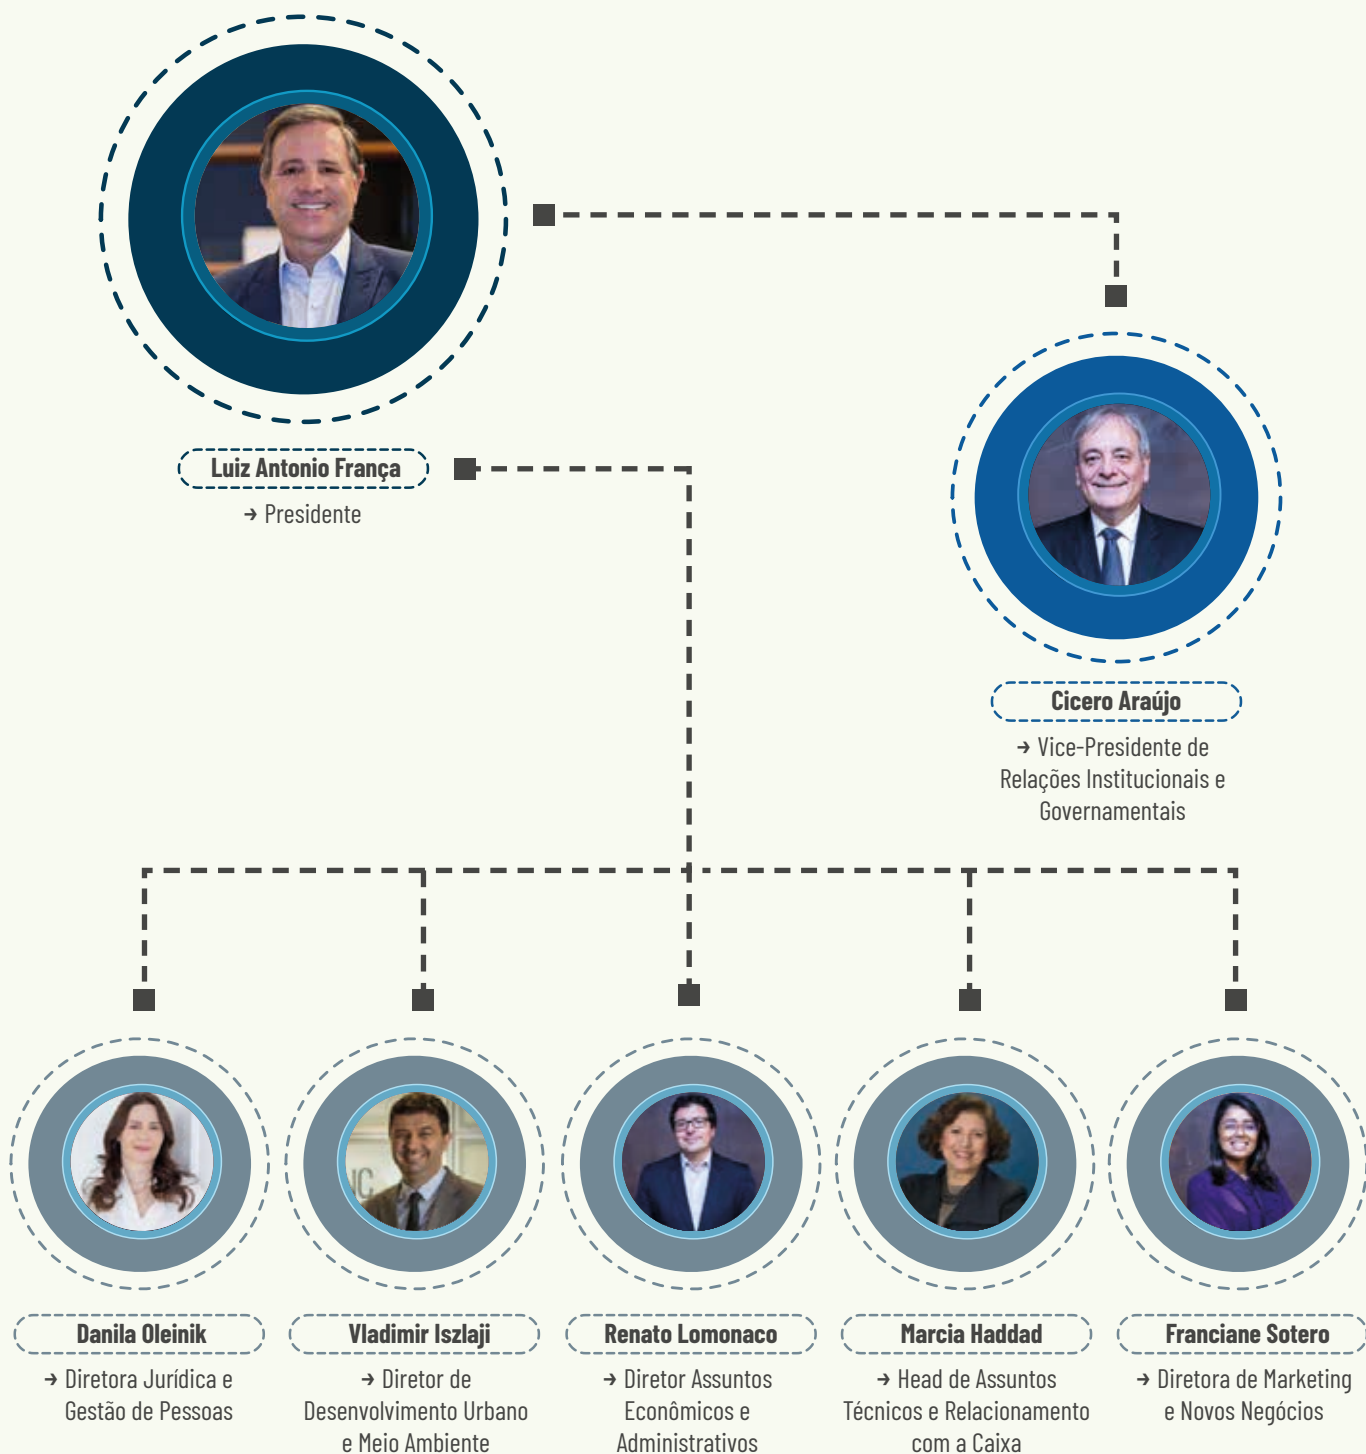 Luiz Antonio França
→ Presidente
Cicero Araújo
→ Vice-Presidente de
Relações Institucionais e
Governamentais
Danila Oleinik
→ Diretora Jurídica e
Gestão de Pessoas
Vladimir Iszlaji
→ Diretor de
Desenvolvimento Urbano
e Meio Ambiente
Renato Lomonaco
→ Diretor Assuntos
Econômicos e
Administrativos
Marcia Haddad
→ Head de Assuntos
Técnicos e Relacionamento
com a Caixa
Franciane Sotero
→ Diretora de Marketing
e Novos Negócios